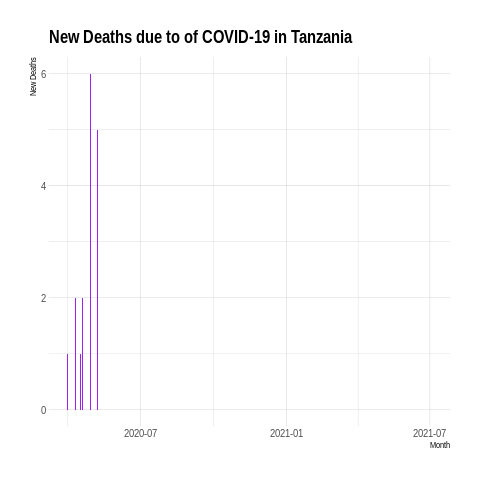 New Deaths due to of COVID-19 in Tanzania
New Deaths
6
4
2
0
2020-07
2021-01
2021-07
Month